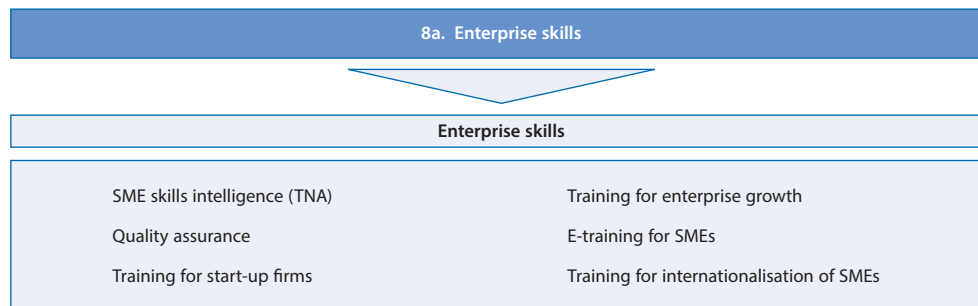 8a. Enterprise skills
Enterprise skills
SME skills intelligence (TNA)
Quality assurance
Training for start-up firms
Training for enterprise growth
E-training for SMEs
Training for internationalisation of SMEs